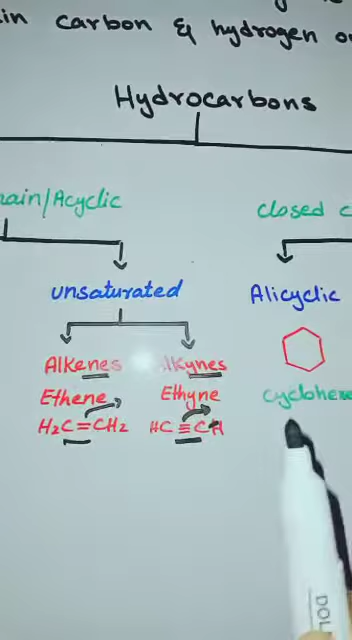 carbon & hydrogen
Hydrocarbons
/Acyclic
closed
unsaturated
Alicyclic
Alkenes
Ethene Ethyne
H₂C=CH₂ HC≡CH
DOL